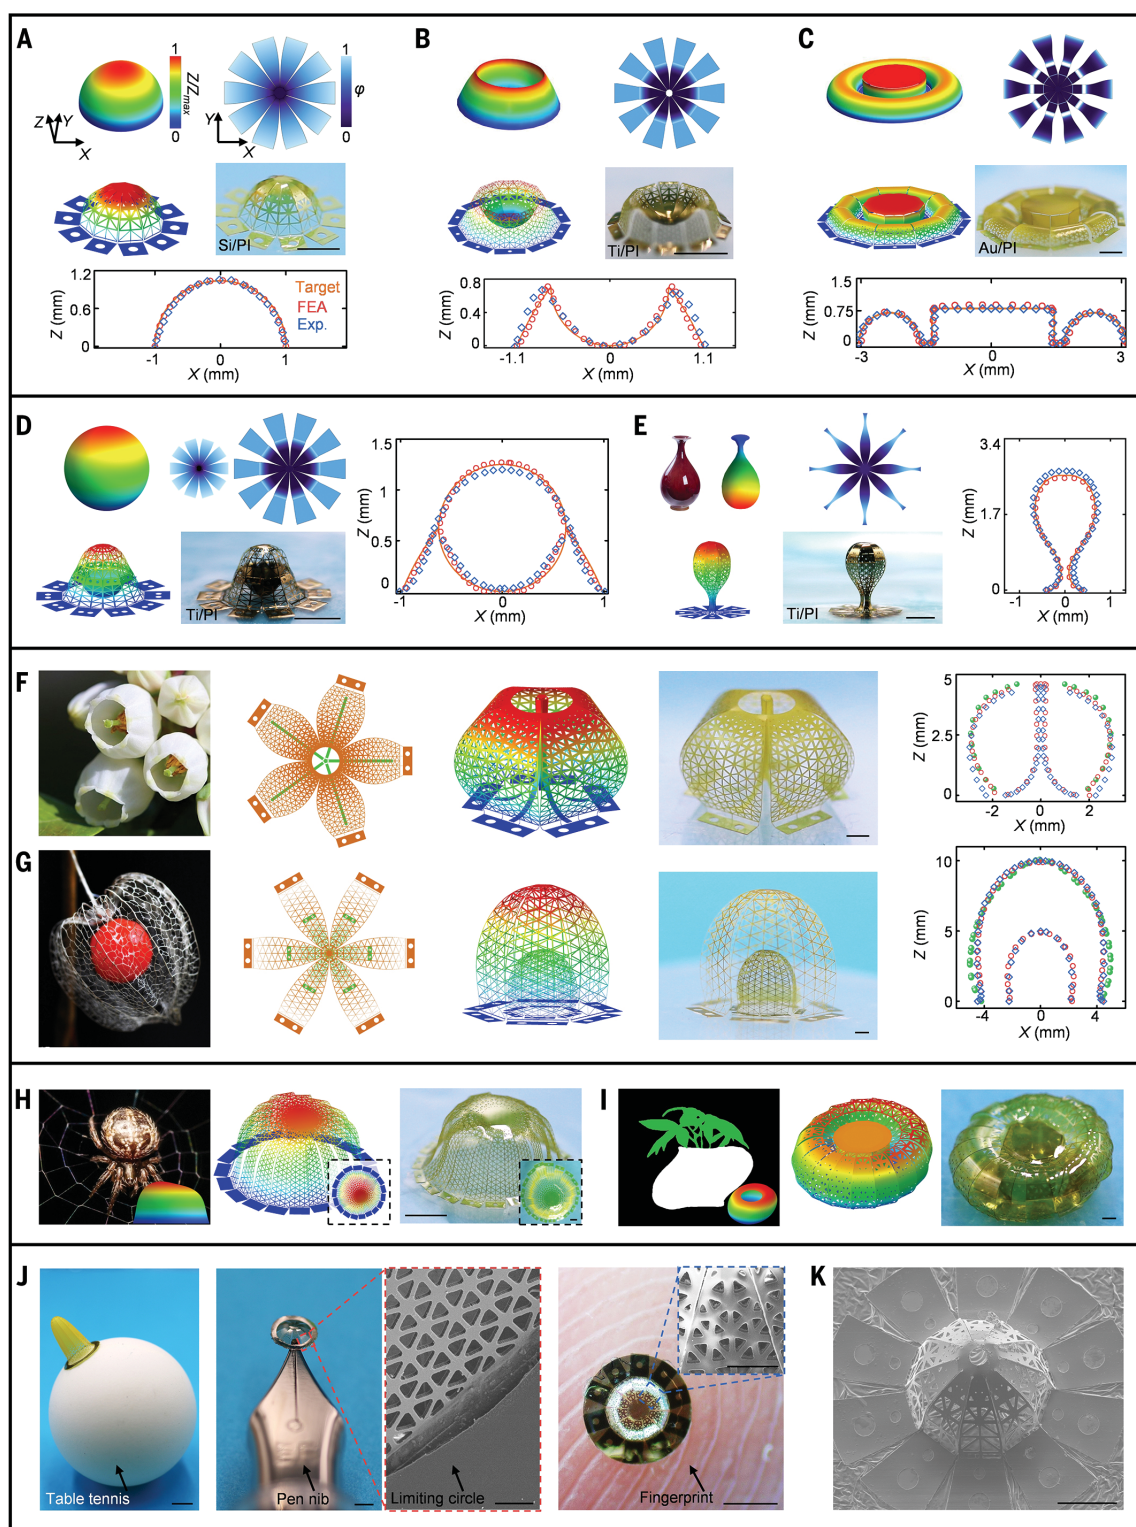 A
1
Z/Zmax
0
1
φ
0
Z
Y
X
Y
X
Si/PI
1.2
0.6
0
Z (mm)
Target
FEA
Exp.
-1
0
1
X (mm)
B
Ti/PI
0.8
0.4
0
Z (mm)
-1.1
0
1.1
X (mm)
C
Au/PI
1.5
0.75
0
Z (mm)
-3
0
3
X (mm)
D
Ti/PI
1.5
1
0.5
0
Z (mm)
-1
0
1
X (mm)
E
Ti/PI
3.4
1.7
0
Z (mm)
-1
0
1
X (mm)
F
5
2.5
0
Z (mm)
-2
0
2
X (mm)
G
10
5
0
Z (mm)
-4
0
4
X (mm)
H
I
J
Table tennis
Pen nib
Limiting circle
Fingerprint
K